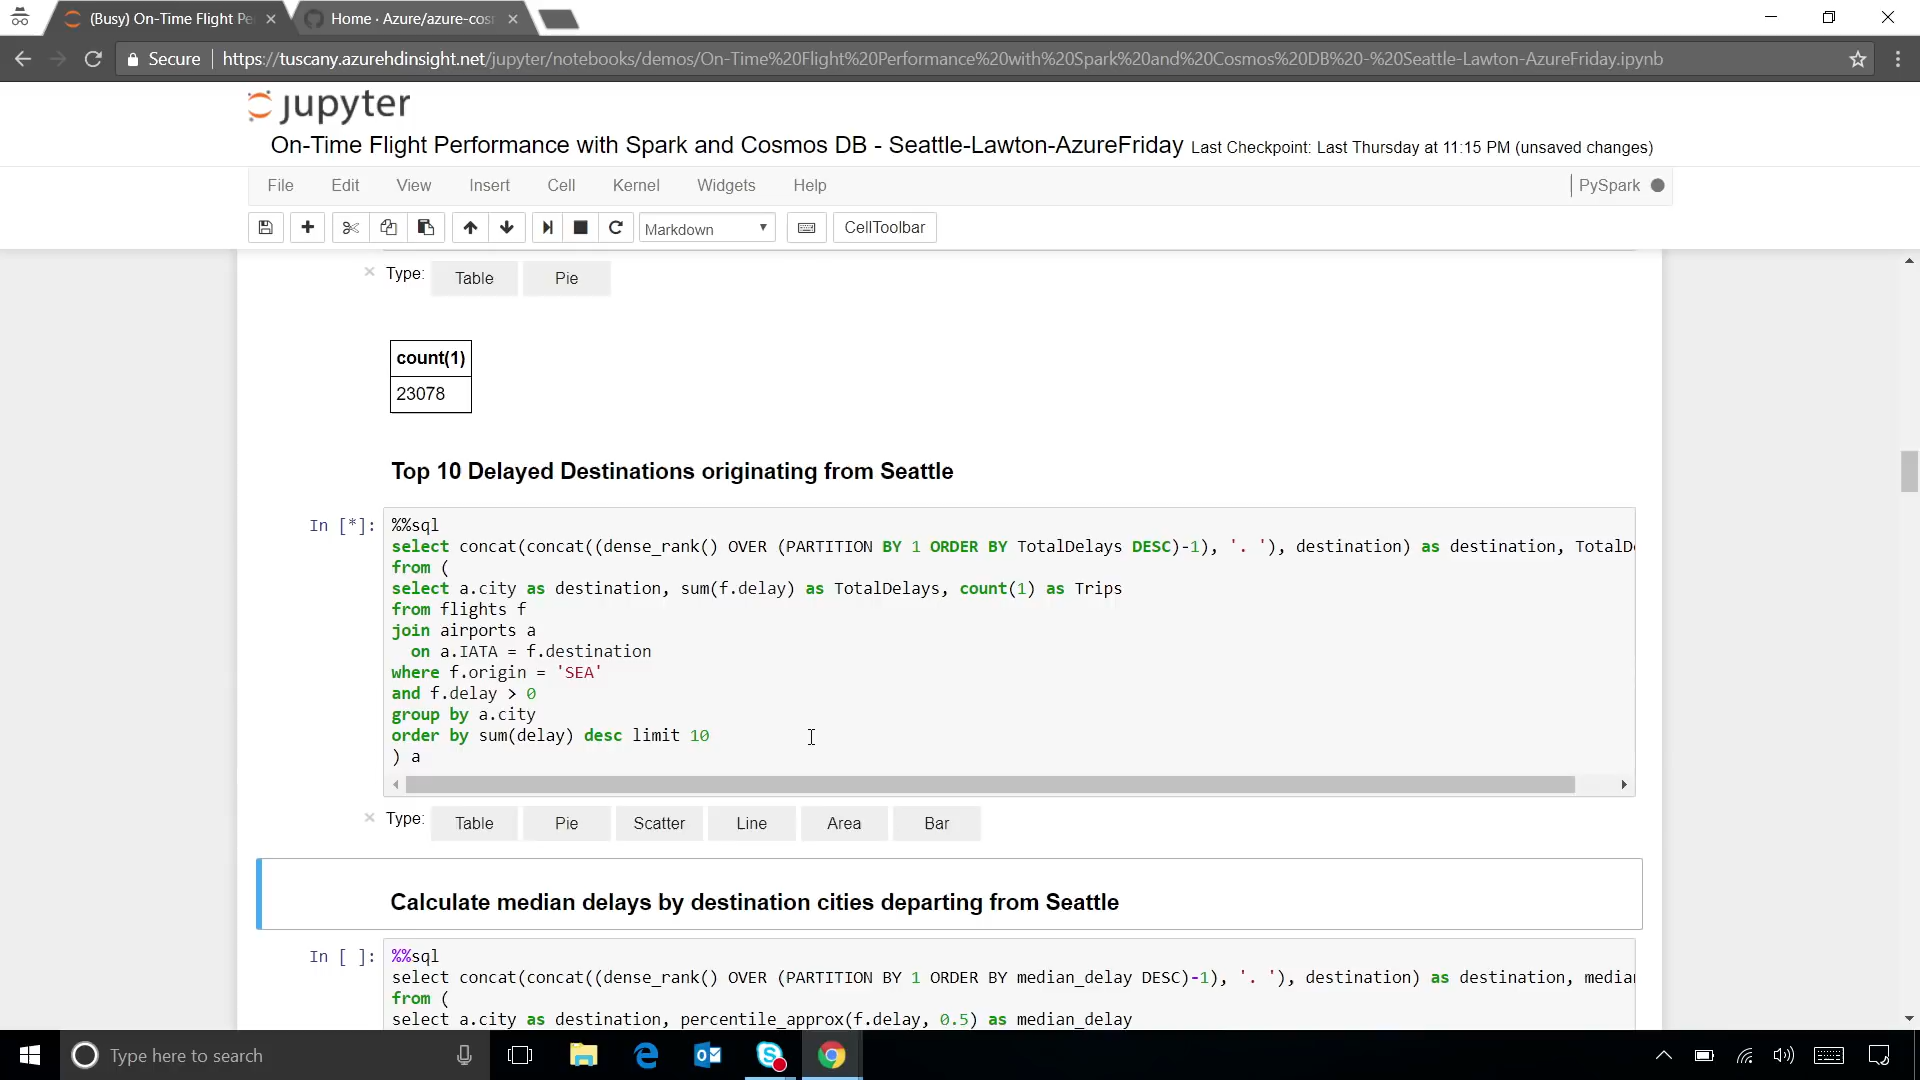 (Busy) On-Time Flight Pe
Home · Azure/azure-cosm
Secure
https://tuscany.azurehdinsight.net/jupyter/notebooks/demos/On-Time%20Flight%20Performance%20with%20Spark%20and%20Cosmos%20DB%20-%20Seattle-Lawton-AzureFriday.ipynb
jupyter
On-Time Flight Performance with Spark and Cosmos DB - Seattle-Lawton-AzureFriday Last Checkpoint: Last Thursday at 11:15 PM (unsaved changes)
File Edit View Insert Cell Kernel Widgets Help
PySpark
Markdown
CellToolbar
Type: Table Pie
count(1)
23078
Top 10 Delayed Destinations originating from Seattle
In [*]: %%sql
select concat(concat((dense_rank() OVER (PARTITION BY 1 ORDER BY TotalDelays DESC)-1), '. '), destination) as destination, TotalD
from (
select a.city as destination, sum(f.delay) as TotalDelays, count(1) as Trips
from flights f
join airports a
on a.IATA = f.destination
where f.origin = 'SEA'
and f.delay > 0
group by a.city
order by sum(delay) desc limit 10
) a
Type: Table Pie Scatter Line Area Bar
Calculate median delays by destination cities departing from Seattle
In [ ]: %%sql
select concat(concat((dense_rank() OVER (PARTITION BY 1 ORDER BY median_delay DESC)-1), '. '), destination) as destination, median
from (
select a.city as destination, percentile_approx(f.delay, 0.5) as median_delay
Type here to search